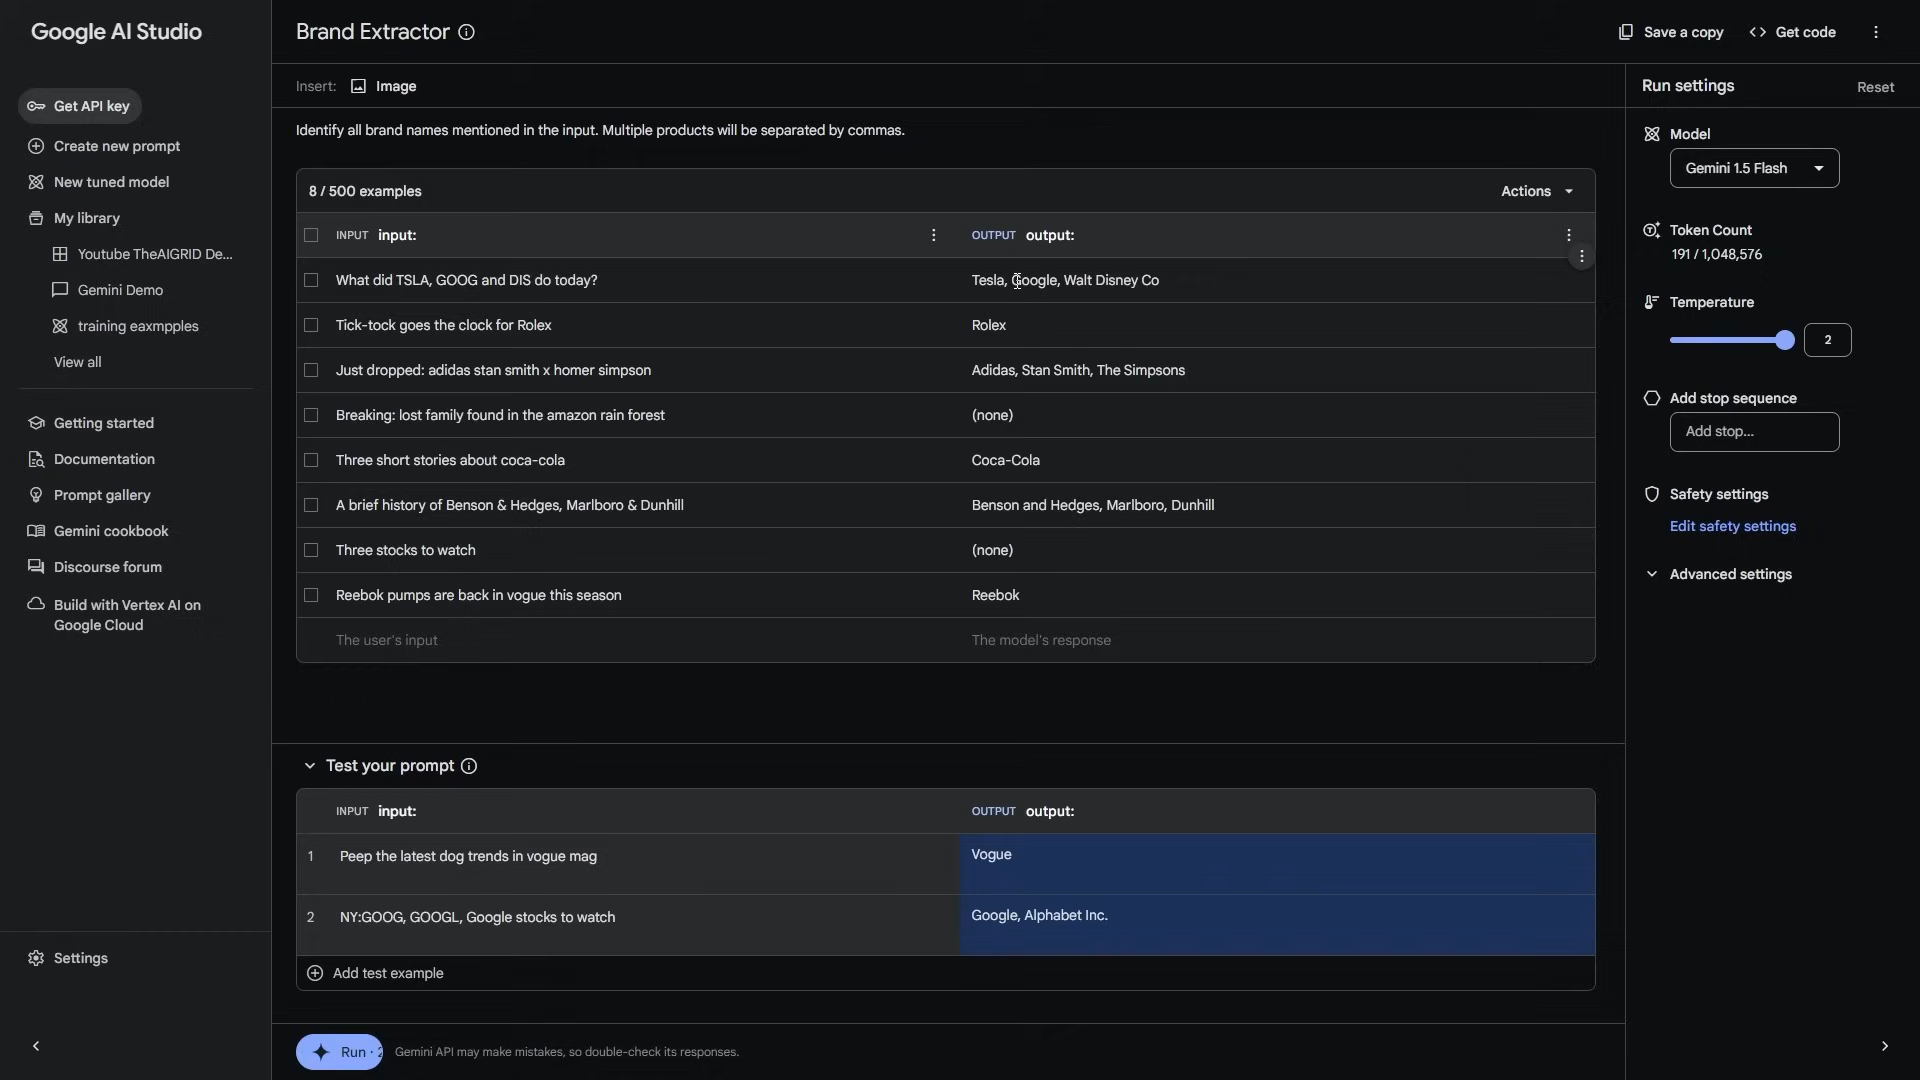 Google AI Studio
Get API key
Create new prompt
New tuned model
My library
Youtube TheAIGRID De...
Gemini Demo
training eaxmpples
View all
Getting started
Documentation
Prompt gallery
Gemini cookbook
Discourse forum
Build with Vertex AI on
Google Cloud
Settings
Brand Extractor
Save a copy
Get code
Insert: Image
Identify all brand names mentioned in the input. Multiple products will be separated by commas.
8 / 500 examples
Actions
INPUT input: OUTPUT output:
What did TSLA, GOOG and DIS do today? Tesla, Google, Walt Disney Co
Tick-tock goes the clock for Rolex Rolex
Just dropped: adidas stan smith x homer simpson Adidas, Stan Smith, The Simpsons
Breaking: lost family found in the amazon rain forest (none)
Three short stories about coca-cola Coca-Cola
A brief history of Benson & Hedges, Marlboro & Dunhill Benson and Hedges, Marlboro, Dunhill
Three stocks to watch (none)
Reebok pumps are back in vogue this season Reebok
The user's input The model's response
Test your prompt
INPUT input: OUTPUT output:
1 Peep the latest dog trends in vogue mag Vogue
2 NY:GOOG, GOOGL, Google stocks to watch Google, Alphabet Inc.
Add test example
Run · 2
Gemini API may make mistakes, so double-check its responses.
Run settings
Reset
Model
Gemini 1.5 Flash
Token Count
191 / 1,048,576
Temperature
2
Add stop sequence
Add stop...
Safety settings
Edit safety settings
Advanced settings